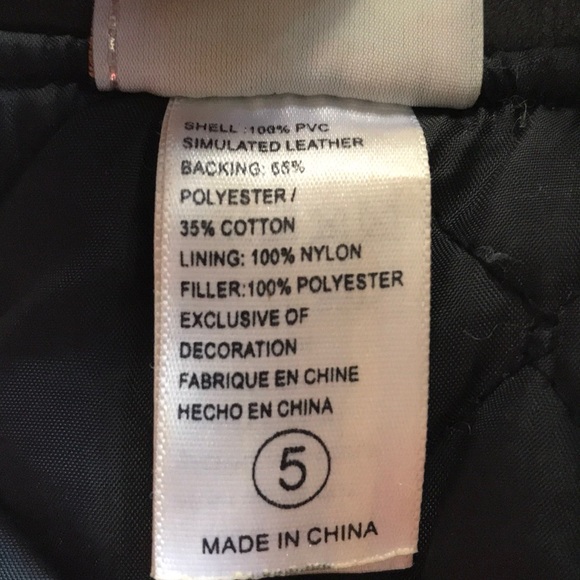 SHELL :100% PVC
SIMULATED LEATHER
BACKING: 65%
POLYESTER /
35% COTTON
LINING: 100% NYLON
FILLER:100% POLYESTER
EXCLUSIVE OF
DECORATION
FABRIQUE EN CHINE
HECHO EN CHINA
5
MADE IN CHINA